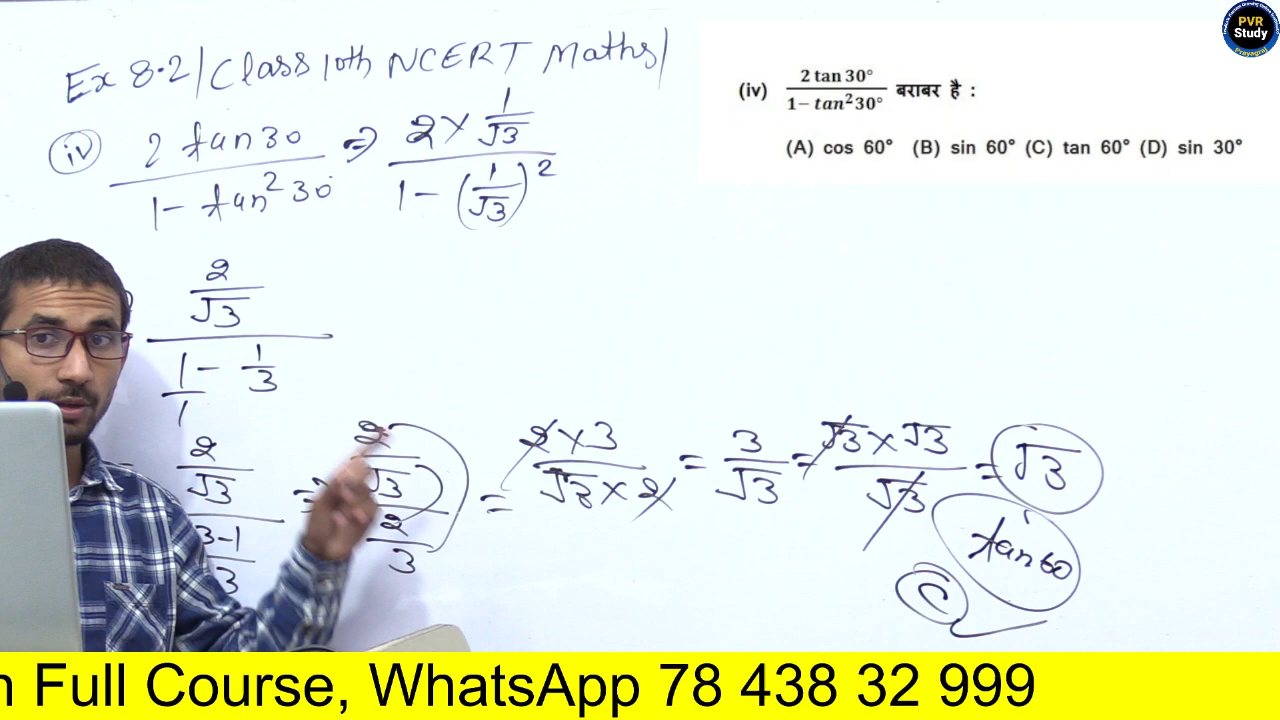 Ex 8.2 | Class 10th NCERT Maths |
(iv) 2 tan 30 / 1 - tan² 30 ⇒ 2 × 1/√3 / 1 - (1/√3)²
2/√3 / 1/1 - 1/3
2/√3 / 3-1/3 = 2/√3 / 2/3 = 2×3 / √3×2 = 3/√3 = √3×√3 / √3 = √3
tan 60
C
PVR
Study
Prayagraj
(iv) 2 tan 30° / 1− tan²30° बराबर है :
(A) cos 60° (B) sin 60° (C) tan 60° (D) sin 30°
n Full Course, WhatsApp 78 438 32 999